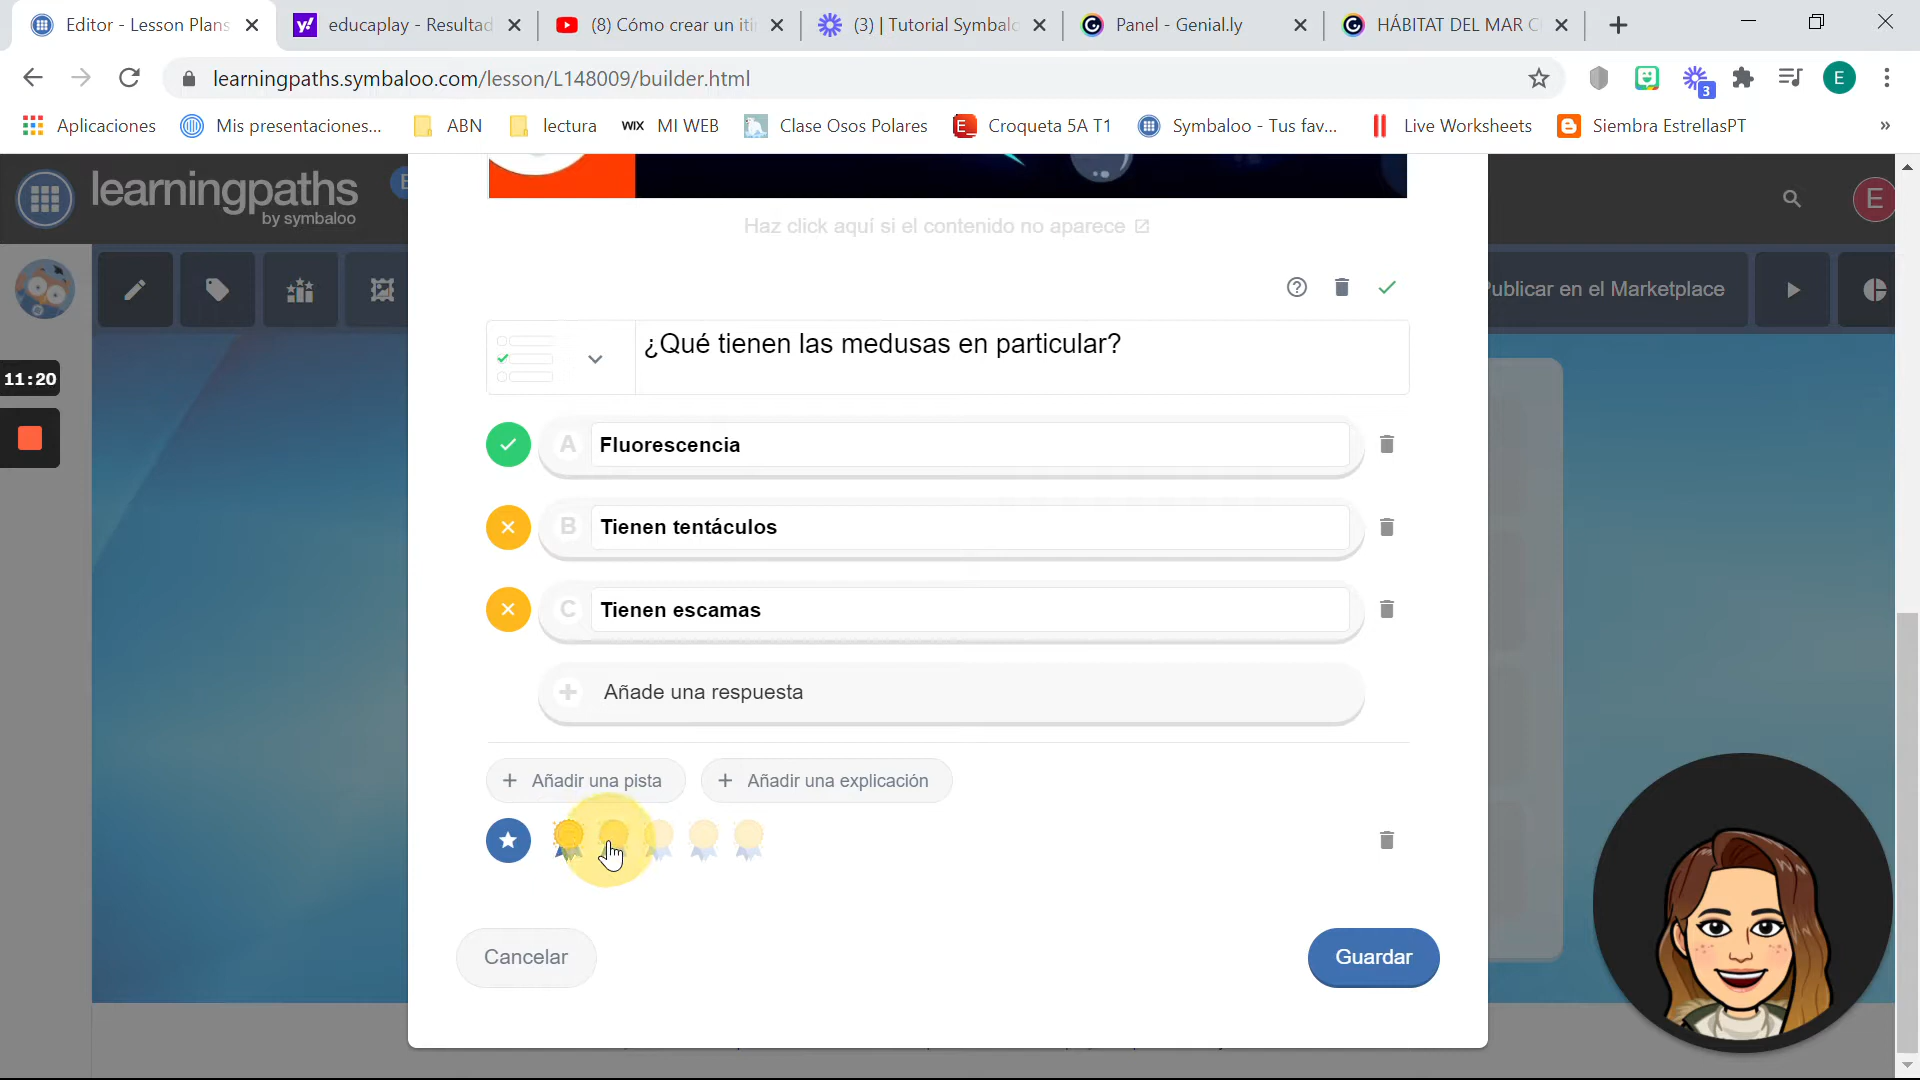 Editor - Lesson Plans
educaplay - Resultad
(8) Cómo crear un iti
(3) | Tutorial Symbalo
Panel - Genial.ly
HÁBITAT DEL MAR C
learningpaths.symbaloo.com/lesson/L148009/builder.html
3
E
Aplicaciones
Mis presentaciones...
ABN
lectura
WIX MI WEB
Clase Osos Polares
Croqueta 5A T1
Symbaloo - Tus fav...
Live Worksheets
Siembra EstrellasPT
»
learningpaths
by symbaloo
E
E
Haz click aquí si el contenido no aparece
ublicar en el Marketplace
11:20
¿Qué tienen las medusas en particular?
A Fluorescencia
B Tienen tentáculos
C Tienen escamas
+ Añade una respuesta
+ Añadir una pista
+ Añadir una explicación
Cancelar
Guardar